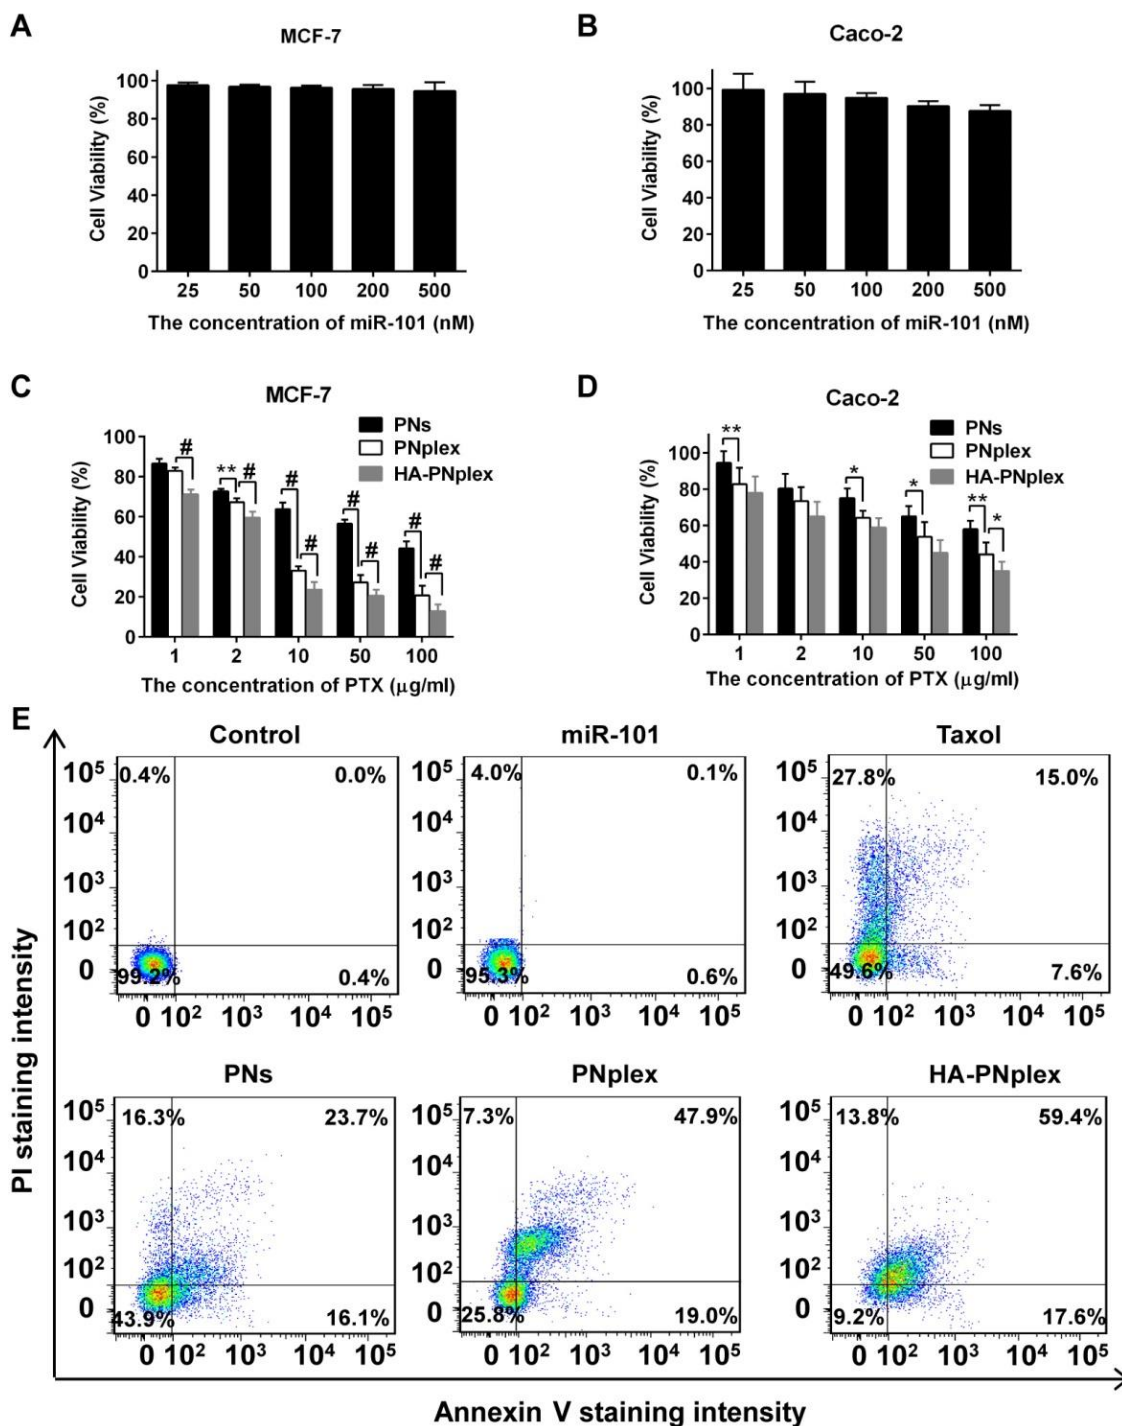 A
MCF-7
Cell Viability (%)
100
80
60
40
20
0
25 50 100 200 500
The concentration of miR-101 (nM)
B
Caco-2
Cell Viability (%)
100
80
60
40
20
0
25 50 100 200 500
The concentration of miR-101 (nM)
C
MCF-7
PNs
PNplex
HA-PNplex
Cell Viability (%)
100
80
60
40
20
0
# ** # # # # # # #
1 2 10 50 100
The concentration of PTX (μg/ml)
D
Caco-2
PNs
PNplex
HA-PNplex
Cell Viability (%)
100
80
60
40
20
0
** * * ** *
1 2 10 50 100
The concentration of PTX (μg/ml)
E
PI staining intensity
Control
10⁵
10⁴
10³
10²
0
0.4% 0.0%
99.2% 0.4%
0 10² 10³ 10⁴ 10⁵
miR-101
10⁵
10⁴
10³
10²
0
4.0% 0.1%
95.3% 0.6%
0 10² 10³ 10⁴ 10⁵
Taxol
10⁵
10⁴
10³
10²
0
27.8% 15.0%
49.6% 7.6%
0 10² 10³ 10⁴ 10⁵
PNs
10⁵
10⁴
10³
10²
0
16.3% 23.7%
43.9% 16.1%
0 10² 10³ 10⁴ 10⁵
PNplex
10⁵
10⁴
10³
10²
0
7.3% 47.9%
25.8% 19.0%
0 10² 10³ 10⁴ 10⁵
HA-PNplex
10⁵
10⁴
10³
10²
0
13.8% 59.4%
9.2% 17.6%
0 10² 10³ 10⁴ 10⁵
Annexin V staining intensity